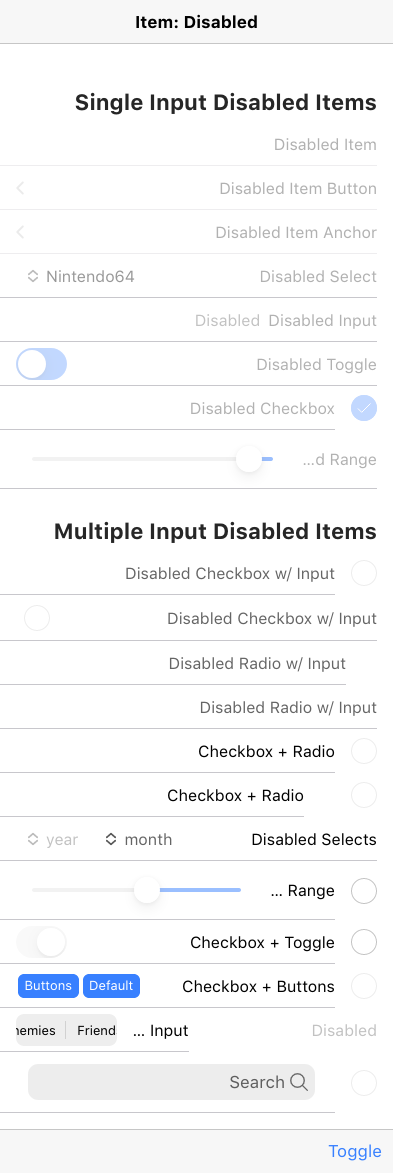 Item: Disabled
Single Input Disabled Items
Disabled Item
Disabled Item Button
Disabled Item Anchor
Disabled Select Nintendo64
Disabled Input Disabled
Disabled Toggle
Disabled Checkbox
...d Range
Multiple Input Disabled Items
Disabled Checkbox w/ Input
Disabled Checkbox w/ Input
Disabled Radio w/ Input
Disabled Radio w/ Input
Checkbox + Radio
Checkbox + Radio
Disabled Selects month year
... Range
Checkbox + Toggle
Checkbox + Buttons Default Buttons
Disabled ... Input Friend nemies
Search
Toggle